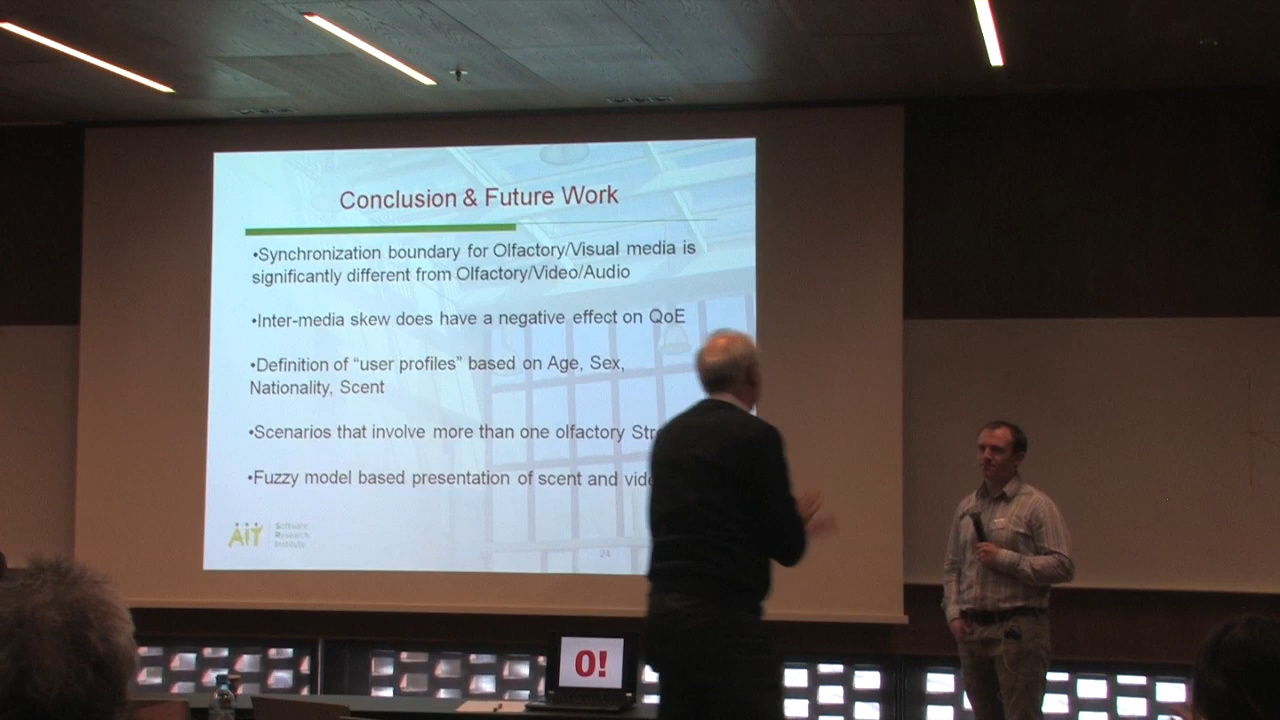 Conclusion & Future Work
•Synchronization boundary for Olfactory/Visual media is
significantly different from Olfactory/Video/Audio
•Inter-media skew does have a negative effect on QoE
•Definition of “user profiles” based on Age, Sex,
Nationality, Scent
•Scenarios that involve more than one olfactory
•Fuzzy model based presentation of scent and
AIT
Software
Research
Institute
24
0!